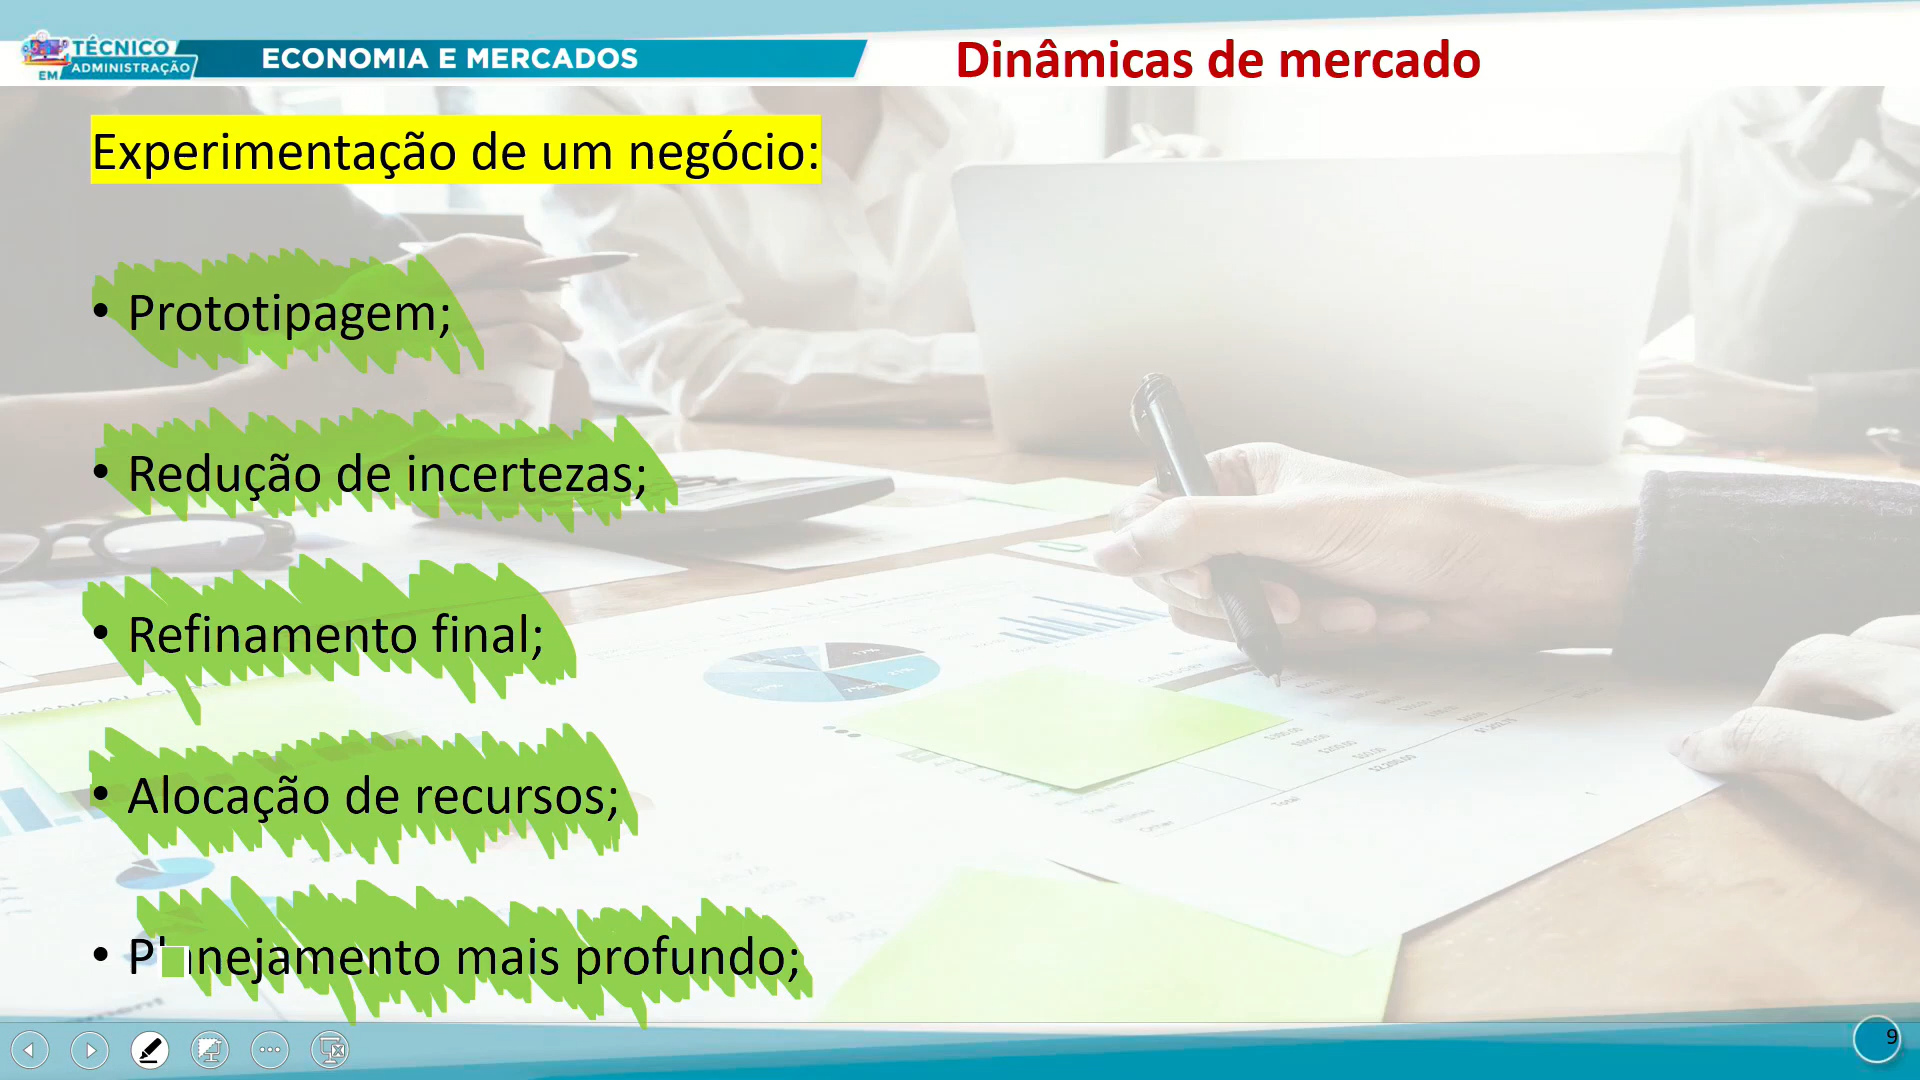 TÉCNICO
EM ADMINISTRAÇÃO
ECONOMIA E MERCADOS
Dinâmicas de mercado
Experimentação de um negócio:
• Prototipagem;
• Redução de incertezas;
• Refinamento final;
• Alocação de recursos;
• Planejamento mais profundo;
9